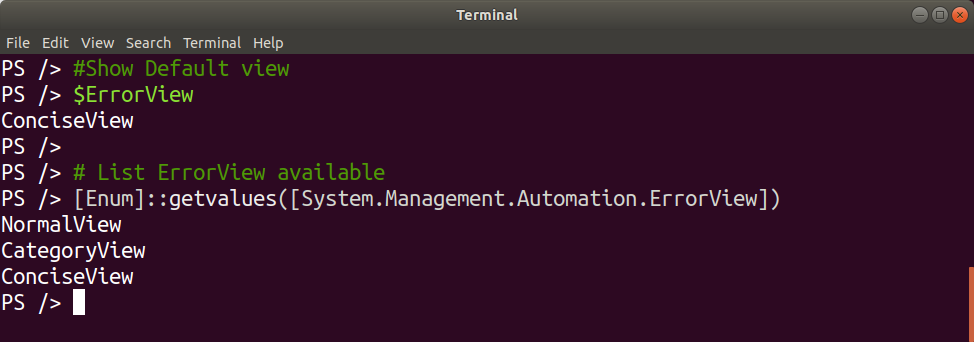 Terminal
File Edit View Search Terminal Help
PS /> #Show Default view
PS /> $ErrorView
ConciseView
PS />
PS /> # List ErrorView available
PS /> [Enum]::getvalues([System.Management.Automation.ErrorView])
NormalView
CategoryView
ConciseView
PS />